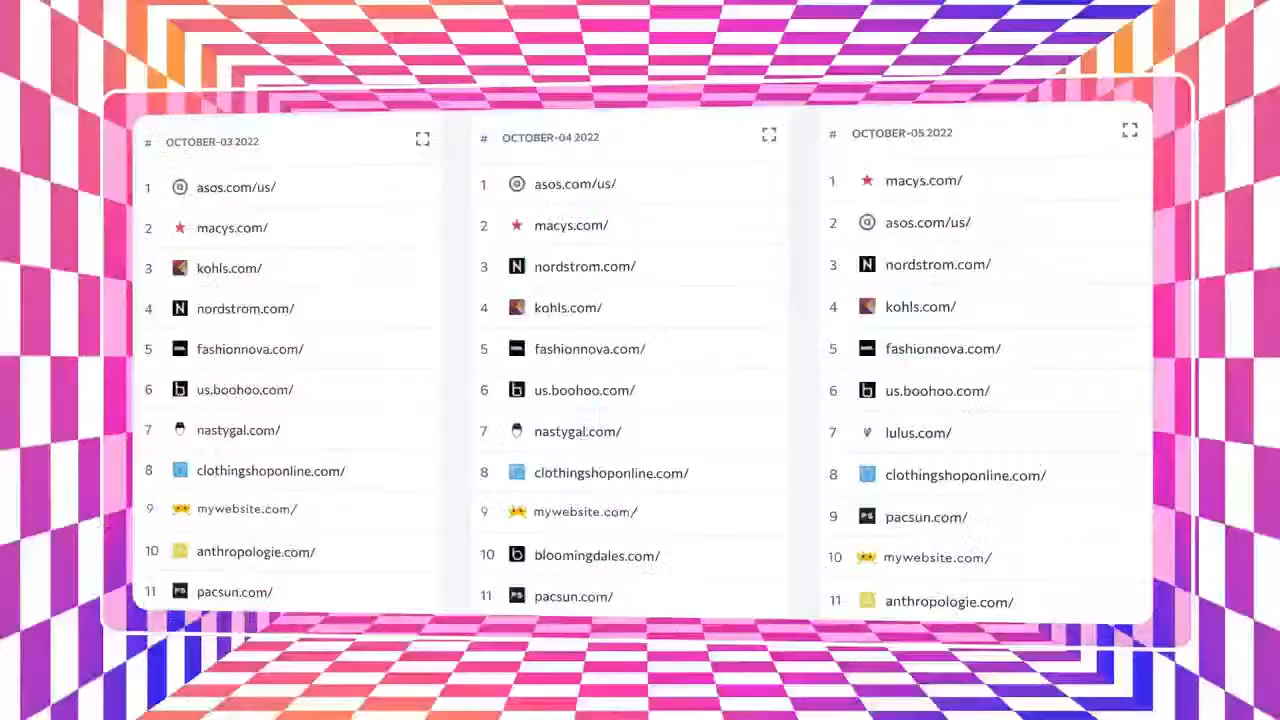 # OCTOBER-03 2022
1 asos.com/us/
2 macys.com/
3 kohls.com/
4 nordstrom.com/
5 fashionnova.com/
6 us.boohoo.com/
7 nastygal.com/
8 clothingshoponline.com/
9 mywebsite.com/
10 anthropologie.com/
11 pacsun.com/
# OCTOBER-04 2022
1 asos.com/us/
2 macys.com/
3 nordstrom.com/
4 kohls.com/
5 fashionnova.com/
6 us.boohoo.com/
7 nastygal.com/
8 clothingshoponline.com/
9 mywebsite.com/
10 bloomingdales.com/
11 pacsun.com/
# OCTOBER-05 2022
1 macys.com/
2 asos.com/us/
3 nordstrom.com/
4 kohls.com/
5 fashionnova.com/
6 us.boohoo.com/
7 lulus.com/
8 clothingshoponline.com/
9 pacsun.com/
10 mywebsite.com/
11 anthropologie.com/